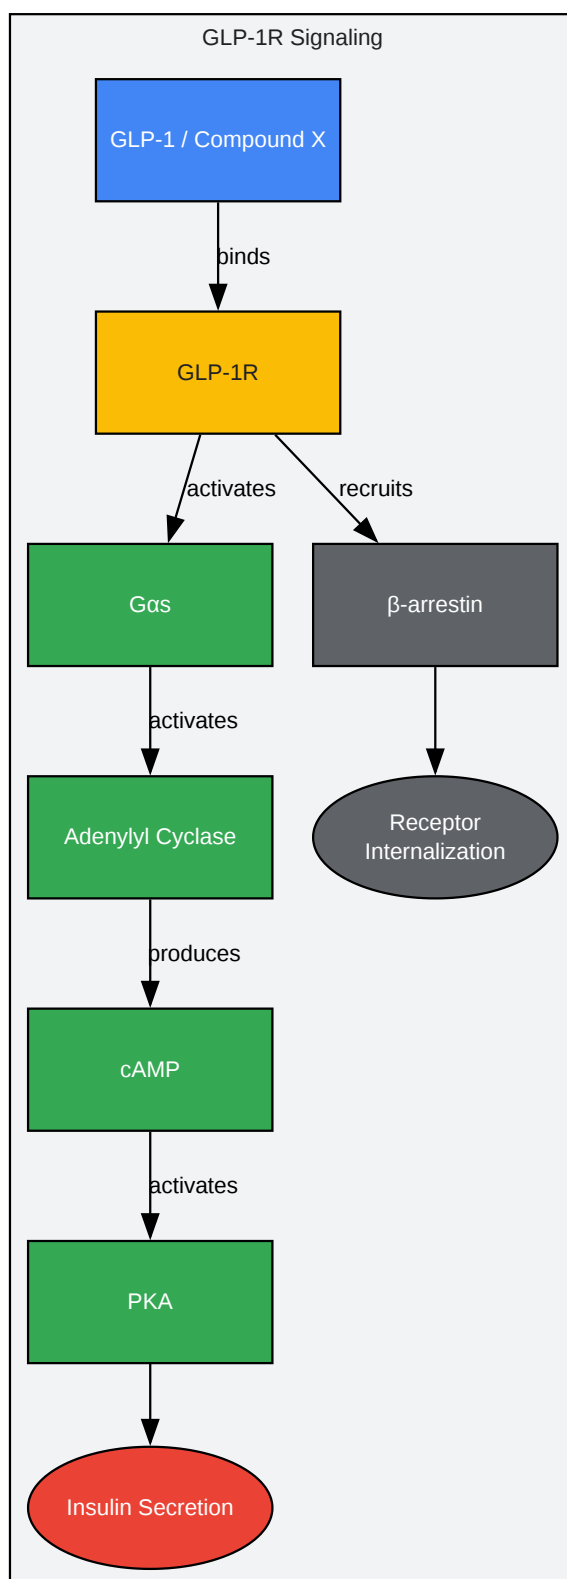 GLP-1R Signaling
GLP-1 / Compound X
binds
GLP-1R
activates
recruits
Gαs
β-arrestin
activates
Adenylyl Cyclase
Receptor
Internalization
produces
cAMP
activates
PKA
Insulin Secretion